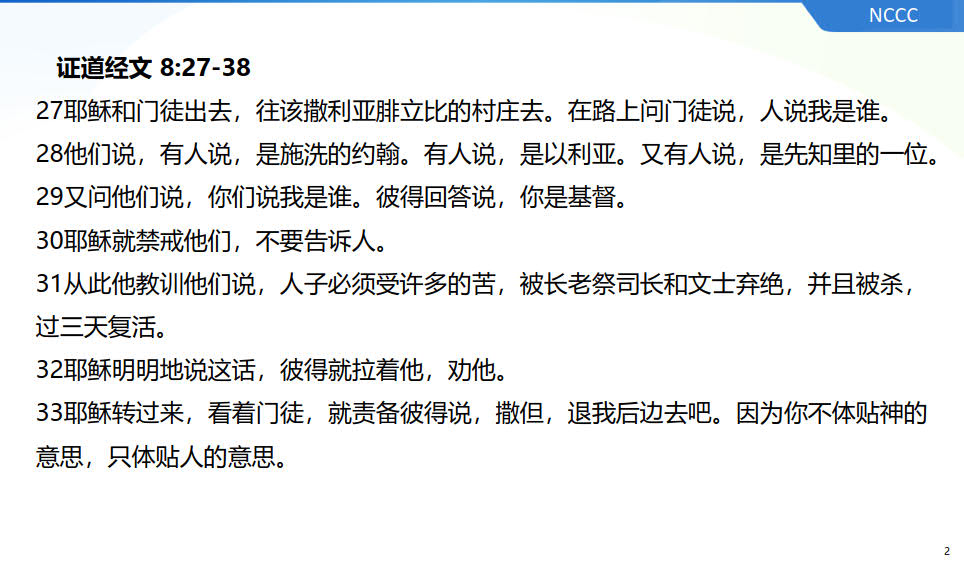 NCCC
证道经文 8:27-38
27耶稣和门徒出去，往该撒利亚腓立比的村庄去。在路上问门徒说，人说我是谁。
28他们说，有人说，是施洗的约翰。有人说，是以利亚。又有人说，是先知里的一位。
29又问他们说，你们说我是谁。彼得回答说，你是基督。
30耶稣就禁戒他们，不要告诉人。
31从此他教训他们说，人子必须受许多的苦，被长老祭司长和文士弃绝，并且被杀，
过三天复活。
32耶稣明明地说这话，彼得就拉着他，劝他。
33耶稣转过来，看着门徒，就责备彼得说，撒但，退我后边去吧。因为你不体贴神的
意思，只体贴人的意思。
2